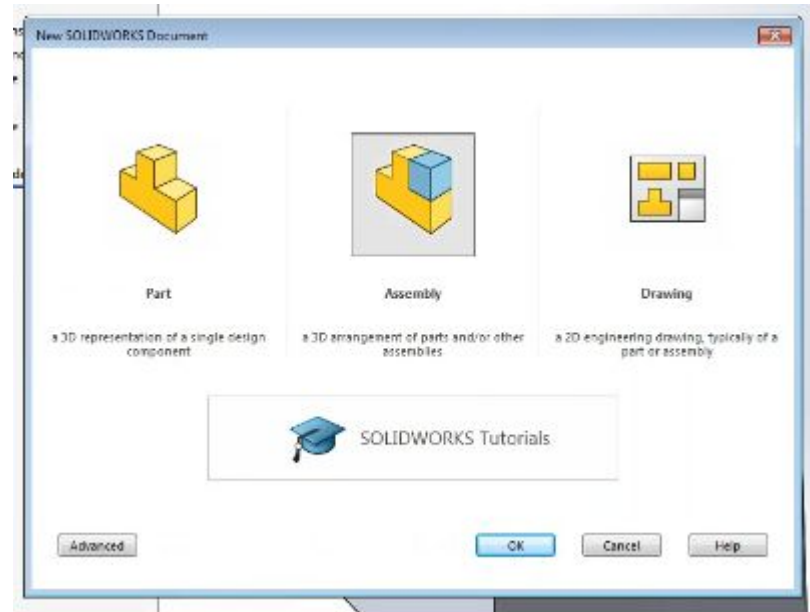 New SOLIDWORKS Document
Part
Assembly
Drawing
a 3D representation of a single design
component
a 3D arrangement of parts and/or other
assemblies
a 2D engineering drawing, typically of a
part or assembly
SOLIDWORKS Tutorials
Advanced
OK
Cancel
Help